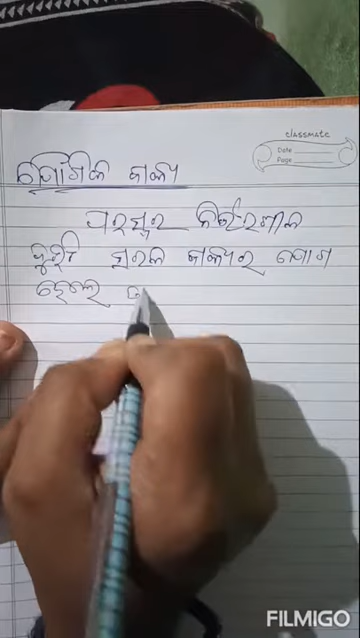 classmate
Date
Page
ଯୌଗିକ ବାକ୍ୟ
ପରସ୍ପର ନିର୍ଭରଶୀଳ
ଦୁଇଟି ସରଳ ବାକ୍ୟର ଯୋଗ
ହେଲେ
FILMIGO